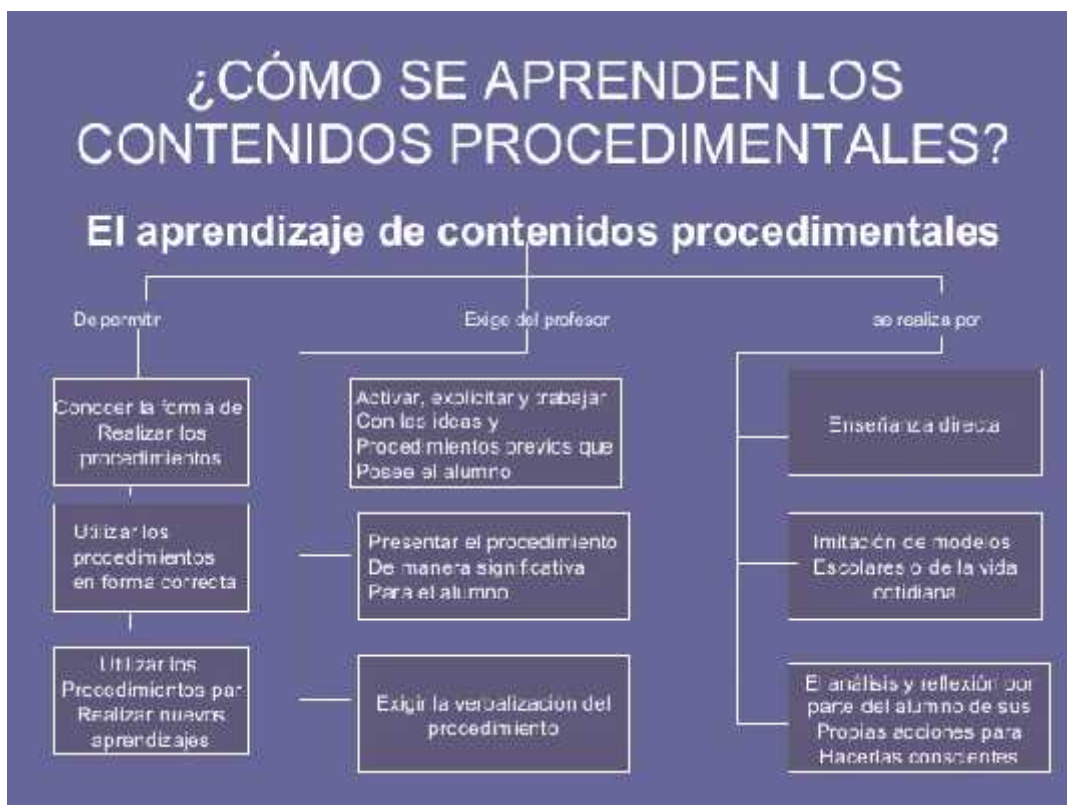 ¿CÓMO SE APRENDEN LOS
CONTENIDOS PROCEDIMENTALES?
El aprendizaje de contenidos procedimentales
De permitir
Conocer la forma de
Realizar los
procedimientos
Utilizar los
procedimientos
en forma correcta
Utilizar los
Procedimientos par
Realizar nuevos
aprendizajes
Exige del profesor
Activar, explicitar y trabajar
Con las ideas y
Procedimientos previos que
Posee el alumno
Presentar el procedimiento
De manera significativa
Para el alumno
Exigir la verbalización del
procedimiento
se realiza por
Enseñanza directa
Imitación de modelos
Escolares o de la vida
cotidiana
El análisis y reflexión por
parte del alumno de sus
Propias acciones para
Hacerlas conscientes